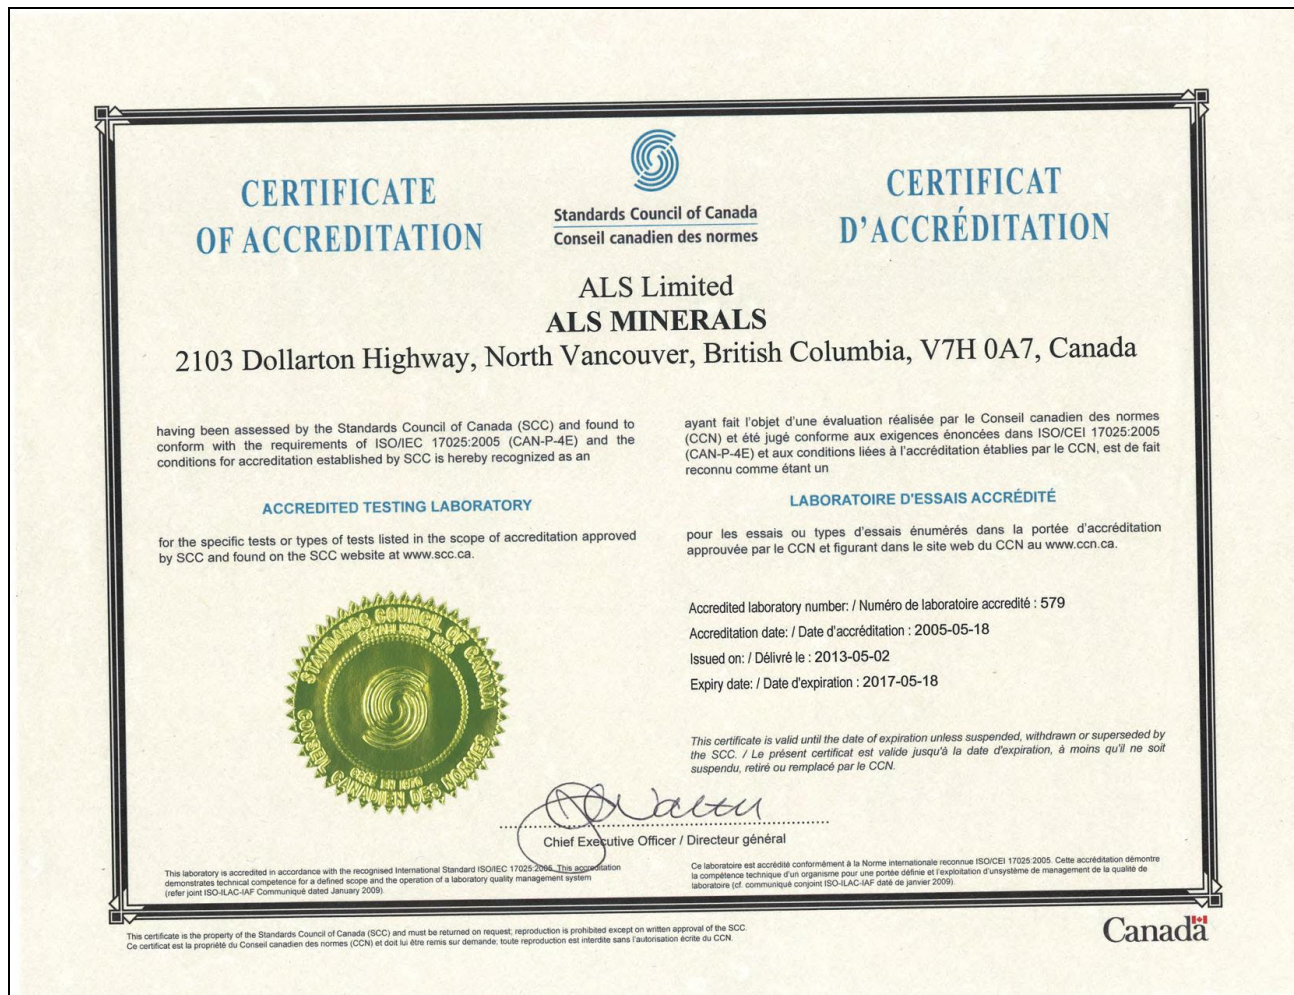 CERTIFICATE
OF ACCREDITATION
Standards Council of Canada
Conseil canadien des normes
CERTIFICAT
D'ACCRÉDITATION
ALS Limited
ALS MINERALS
2103 Dollarton Highway, North Vancouver, British Columbia, V7H 0A7, Canada
having been assessed by the Standards Council of Canada (SCC) and found to
conform with the requirements of ISO/IEC 17025:2005 (CAN-P-4E) and the
conditions for accreditation established by SCC is hereby recognized as an
ACCREDITED TESTING LABORATORY
for the specific tests or types of tests listed in the scope of accreditation approved
by SCC and found on the SCC website at www.scc.ca.
ayant fait l'objet d'une évaluation réalisée par le Conseil canadien des normes
(CCN) et été jugé conforme aux exigences énoncées dans ISO/CEI 17025:2005
(CAN-P-4E) et aux conditions liées à l'accréditation établies par le CCN, est de fait
reconnu comme étant un
LABORATOIRE D'ESSAIS ACCRÉDITÉ
pour les essais ou types d'essais énumérés dans la portée d'accréditation
approuvée par le CCN et figurant dans le site web du CCN au www.ccn.ca.
Accredited laboratory number: / Numéro de laboratoire accredité : 579
Accreditation date: / Date d'accréditation : 2005-05-18
Issued on: / Délivré le : 2013-05-02
Expiry date: / Date d'expiration : 2017-05-18
This certificate is valid until the date of expiration unless suspended, withdrawn or superseded by
the SCC. / Le présent certificat est valide jusqu'à la date d'expiration, à moins qu'il ne soit
suspendu, retiré ou remplacé par le CCN.
STANDARDS COUNCIL OF CANADA
CONSEIL CANADIEN DES NORMES
Chief Executive Officer / Directeur général
This laboratory is accredited in accordance with the recognised International Standard ISO/IEC 17025:2005. This accreditation
demonstrates technical competence for a defined scope and the operation of a laboratory quality management system
(refer joint ISO-ILAC-IAF Communiqué dated January 2009).
Ce laboratoire est accrédité conformément à la Norme internationale reconnue ISO/CEI 17025:2005. Cette accréditation démontre
la compétence technique d'un organisme pour une portée définie et l'exploitation d'unsystème de management de la qualité de
laboratoire (cf. communiqué conjoint ISO-ILAC-IAF daté de janvier 2009).
This certificate is the property of the Standards Council of Canada (SCC) and must be returned on request; reproduction is prohibited except on written approval of the SCC.
Ce certificat est la propriété du Conseil canadien des normes (CCN) et doit lui être remis sur demande; toute reproduction est interdite sans l'autorisation écrite du CCN.
Canada